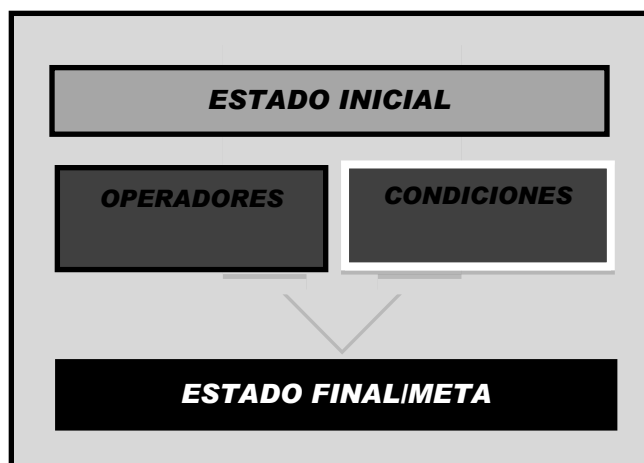 ESTADO INICIAL
OPERADORES
CONDICIONES
ESTADO FINAL/META